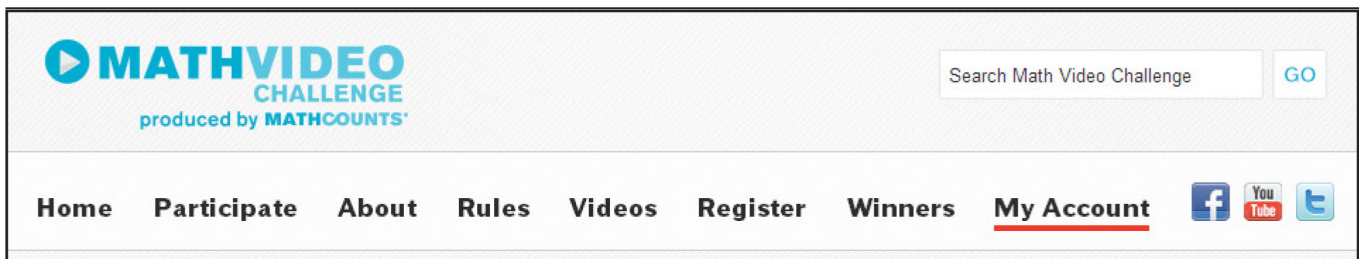 MATHVIDEO
CHALLENGE
produced by MATHCOUNTS®
Search Math Video Challenge GO
Home Participate About Rules Videos Register Winners My Account f You Tube t